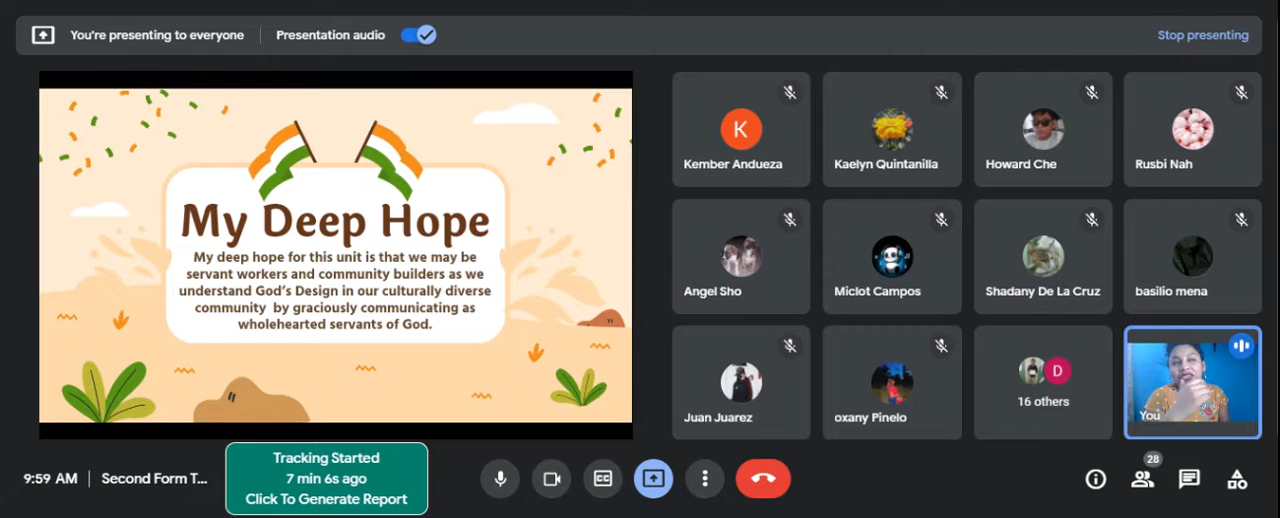 You're presenting to everyone
Presentation audio
Stop presenting
My Deep Hope
My deep hope for this unit is that we may be
servant workers and community builders as we
understand God's Design in our culturally diverse
community by graciously communicating as
wholehearted servants of God.
K
Kember Andueza
Kaelyn Quintanilla
Howard Che
Rusbi Nah
Angel Sho
Miclot Campos
Shadany De La Cruz
basilio mena
Juan Juarez
oxany Pinelo
D
16 others
You
9:59 AM
Second Form T...
Tracking Started
7 min 6s ago
Click To Generate Report
CC
28